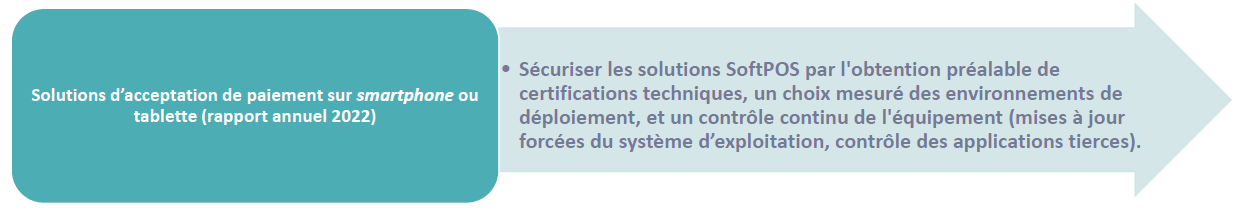 Solutions d’acceptation de paiement sur smartphone ou
tablette (rapport annuel 2022)
• Sécuriser les solutions SoftPOS par l'obtention préalable de
certifications techniques, un choix mesuré des environnements de
déploiement, et un contrôle continu de l'équipement (mises à jour
forcées du système d’exploitation, contrôle des applications tierces).